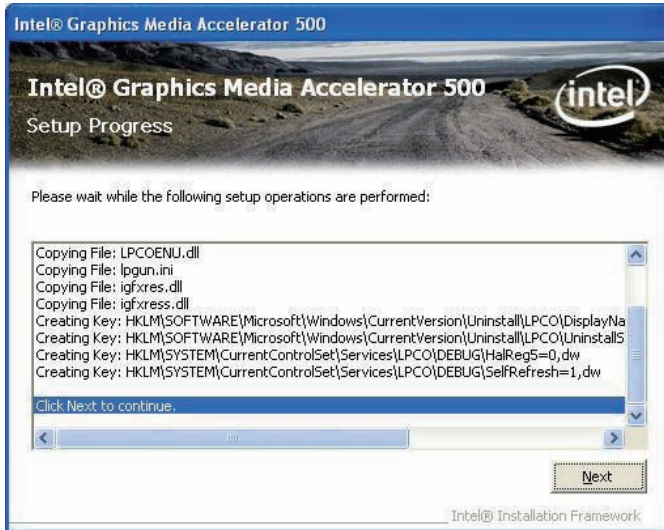 Intel® Graphics Media Accelerator 500
Intel® Graphics Media Accelerator 500
intel
Setup Progress
Please wait while the following setup operations are performed:
Copying File: LPCOENU.dll
Copying File: lpgun.ini
Copying File: igfxres.dll
Copying File: igfxress.dll
Creating Key: HKLM\SOFTWARE\Microsoft\Windows\CurrentVersion\Uninstall\LPCO\DisplayNa
Creating Key: HKLM\SOFTWARE\Microsoft\Windows\CurrentVersion\Uninstall\LPCO\UninstallS
Creating Key: HKLM\SYSTEM\CurrentControlSet\Services\LPCO\DEBUG\HalReg5=0,dw
Creating Key: HKLM\SYSTEM\CurrentControlSet\Services\LPCO\DEBUG\SelfRefresh=1,dw
Click Next to continue.
Next
Intel® Installation Framework